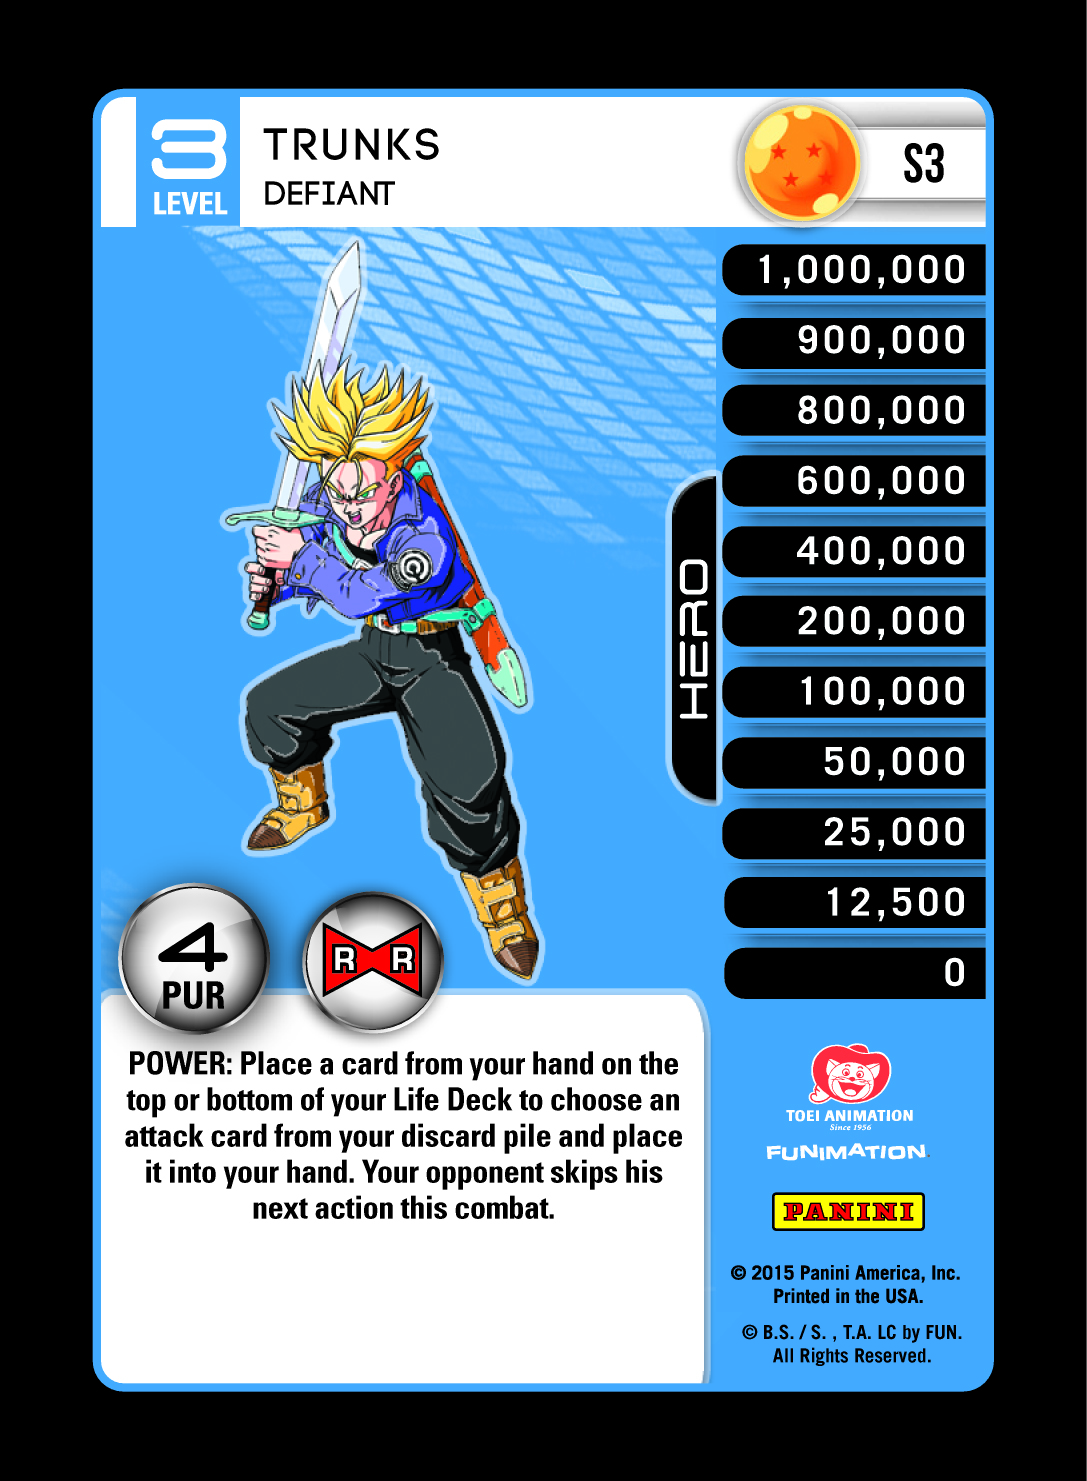 3
LEVEL
TRUNKS
DEFIANT
S3
1,000,000
900,000
800,000
600,000
400,000
200,000
100,000
50,000
25,000
12,500
0
HERO
4
PUR
R R
POWER: Place a card from your hand on the
top or bottom of your Life Deck to choose an
attack card from your discard pile and place
it into your hand. Your opponent skips his
next action this combat.
TOEI ANIMATION
Since 1956
FUNIMATION
PANINI
© 2015 Panini America, Inc.
Printed in the USA.
© B.S. / S. , T.A. LC by FUN.
All Rights Reserved.